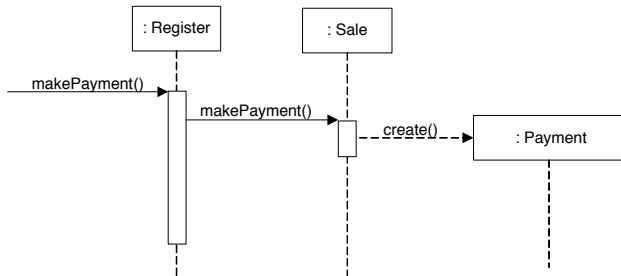 : Register
: Sale
makePayment()
makePayment()
create()
: Payment